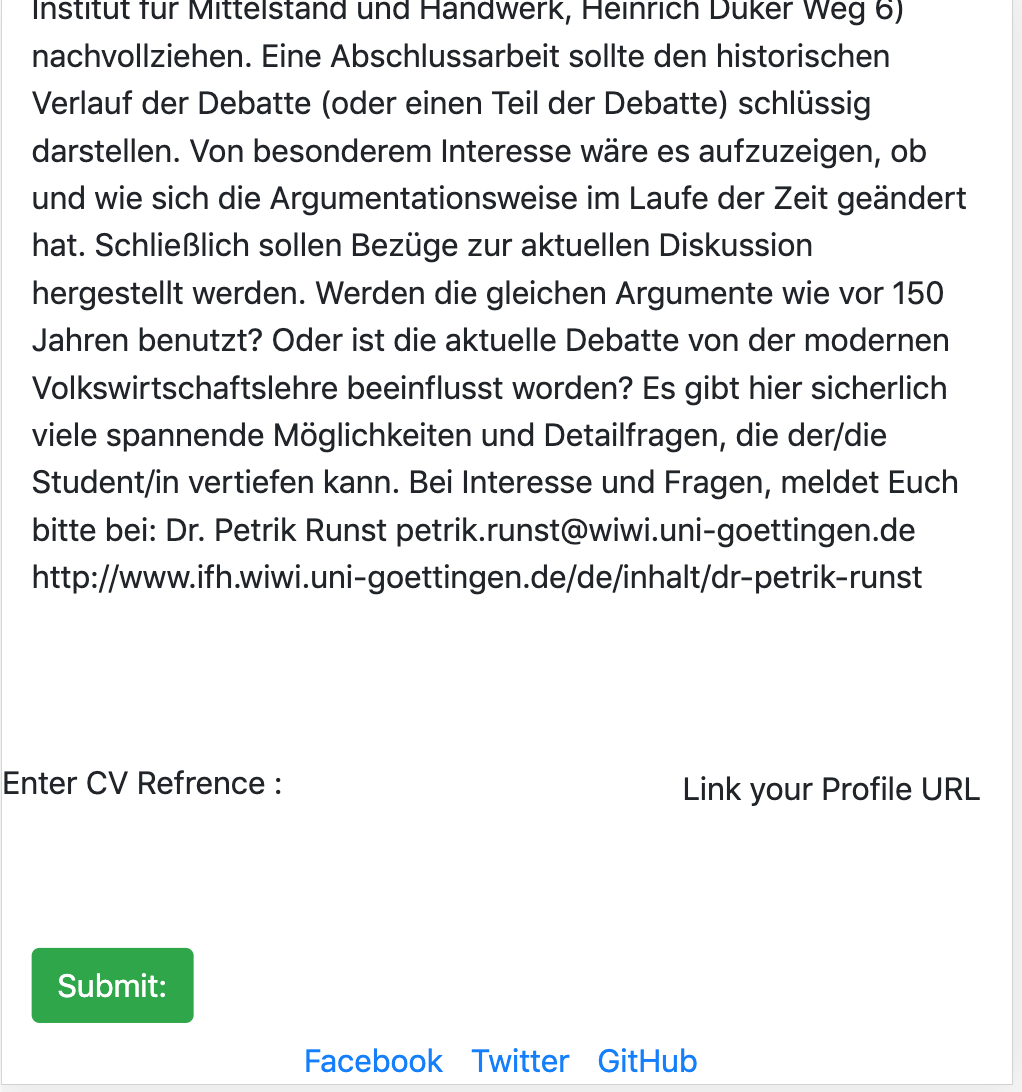 Institut für Mittelstand und Handwerk, Heinrich Düker Weg 6)
nachvollziehen. Eine Abschlussarbeit sollte den historischen
Verlauf der Debatte (oder einen Teil der Debatte) schlüssig
darstellen. Von besonderem Interesse wäre es aufzuzeigen, ob
und wie sich die Argumentationsweise im Laufe der Zeit geändert
hat. Schließlich sollen Bezüge zur aktuellen Diskussion
hergestellt werden. Werden die gleichen Argumente wie vor 150
Jahren benutzt? Oder ist die aktuelle Debatte von der modernen
Volkswirtschaftslehre beeinflusst worden? Es gibt hier sicherlich
viele spannende Möglichkeiten und Detailfragen, die der/die
Student/in vertiefen kann. Bei Interesse und Fragen, meldet Euch
bitte bei: Dr. Petrik Runst petrik.runst@wiwi.uni-goettingen.de
http://www.ifh.wiwi.uni-goettingen.de/de/inhalt/dr-petrik-runst
Enter CV Refrence :
Link your Profile URL
Submit:
Facebook Twitter GitHub